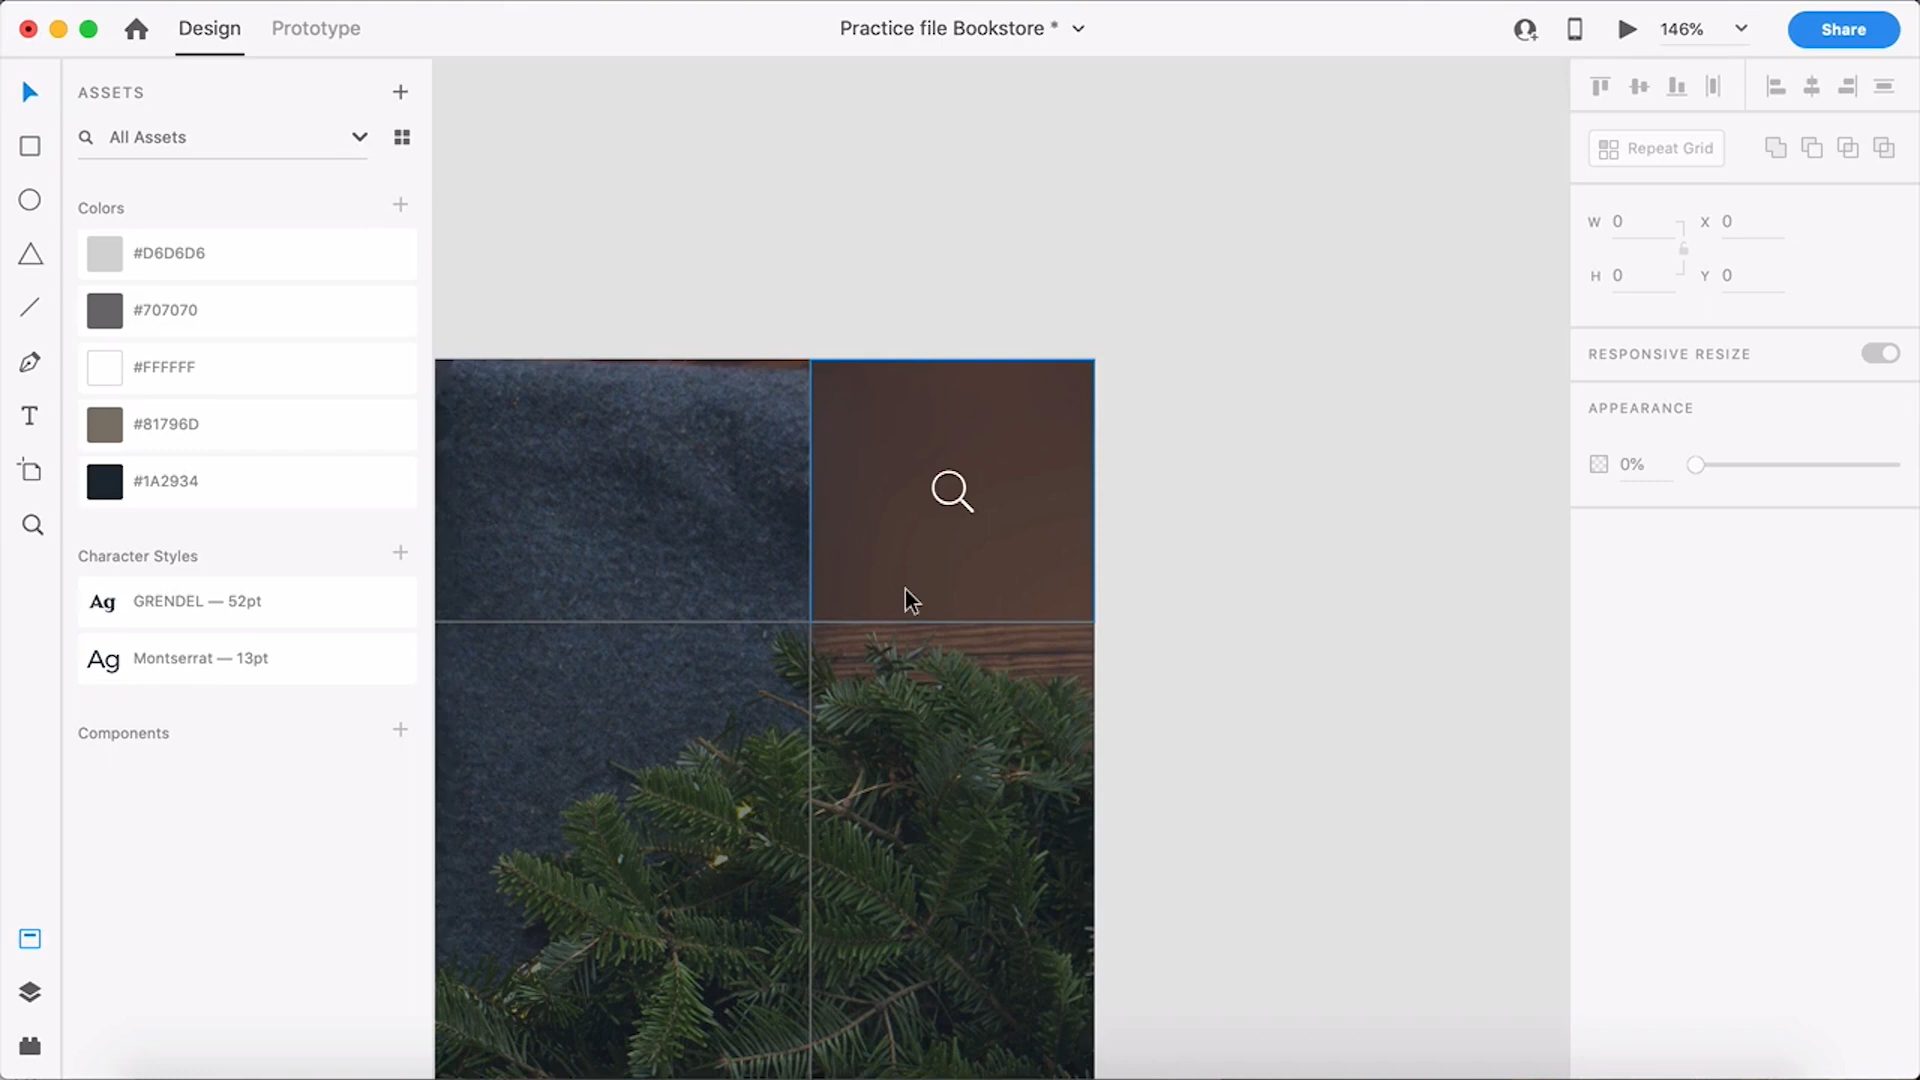 Design
Prototype
Practice file Bookstore *
146%
Share
ASSETS
All Assets
Colors
#D6D6D6
#707070
#FFFFFF
#81796D
#1A2934
Character Styles
Ag GRENDEL — 52pt
Ag Montserrat — 13pt
Components
T
Repeat Grid
W 0 X 0
H 0 Y 0
RESPONSIVE RESIZE
APPEARANCE
0%